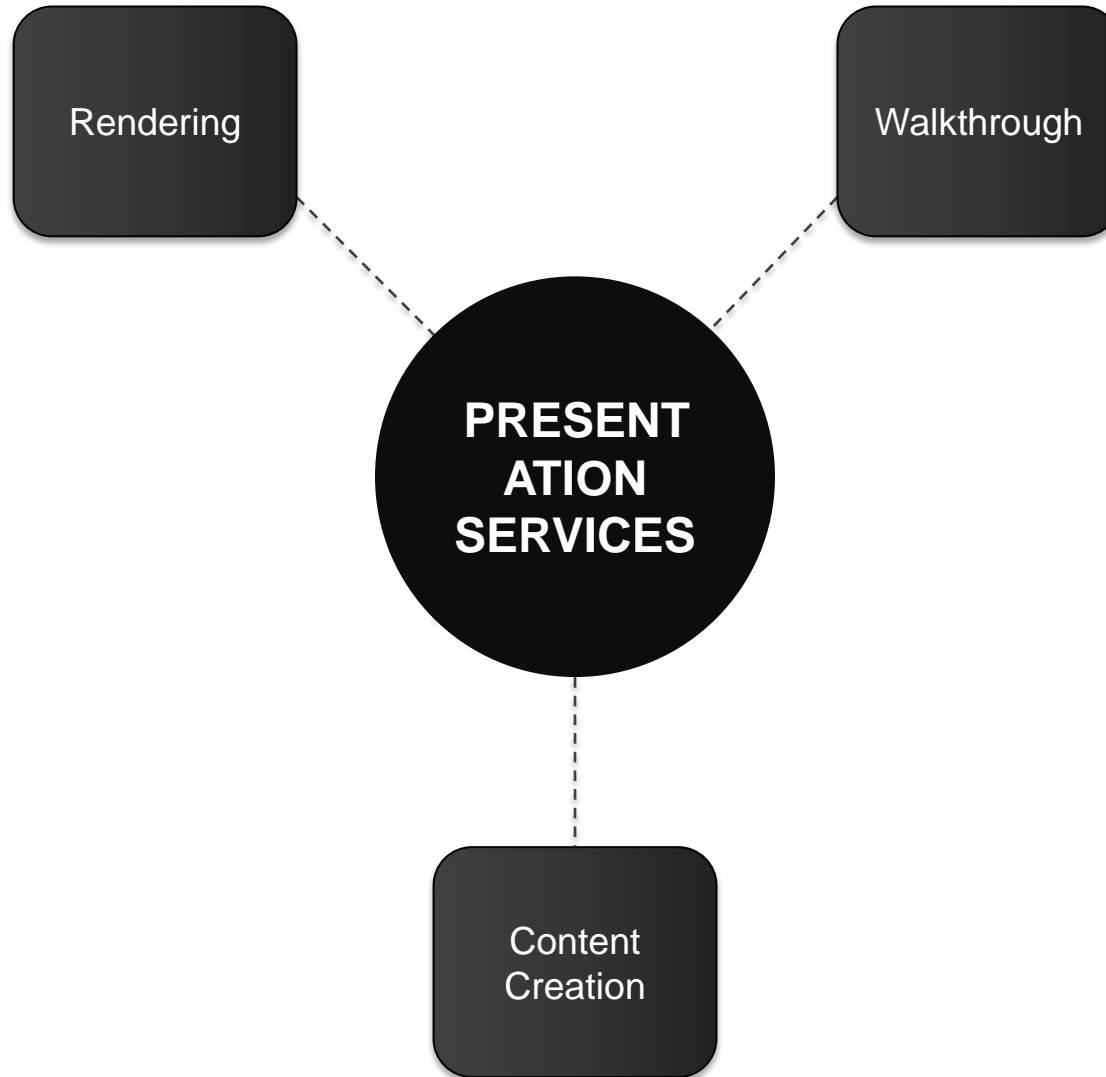 Rendering
Walkthrough
PRESENT
ATION
SERVICES
Content
Creation